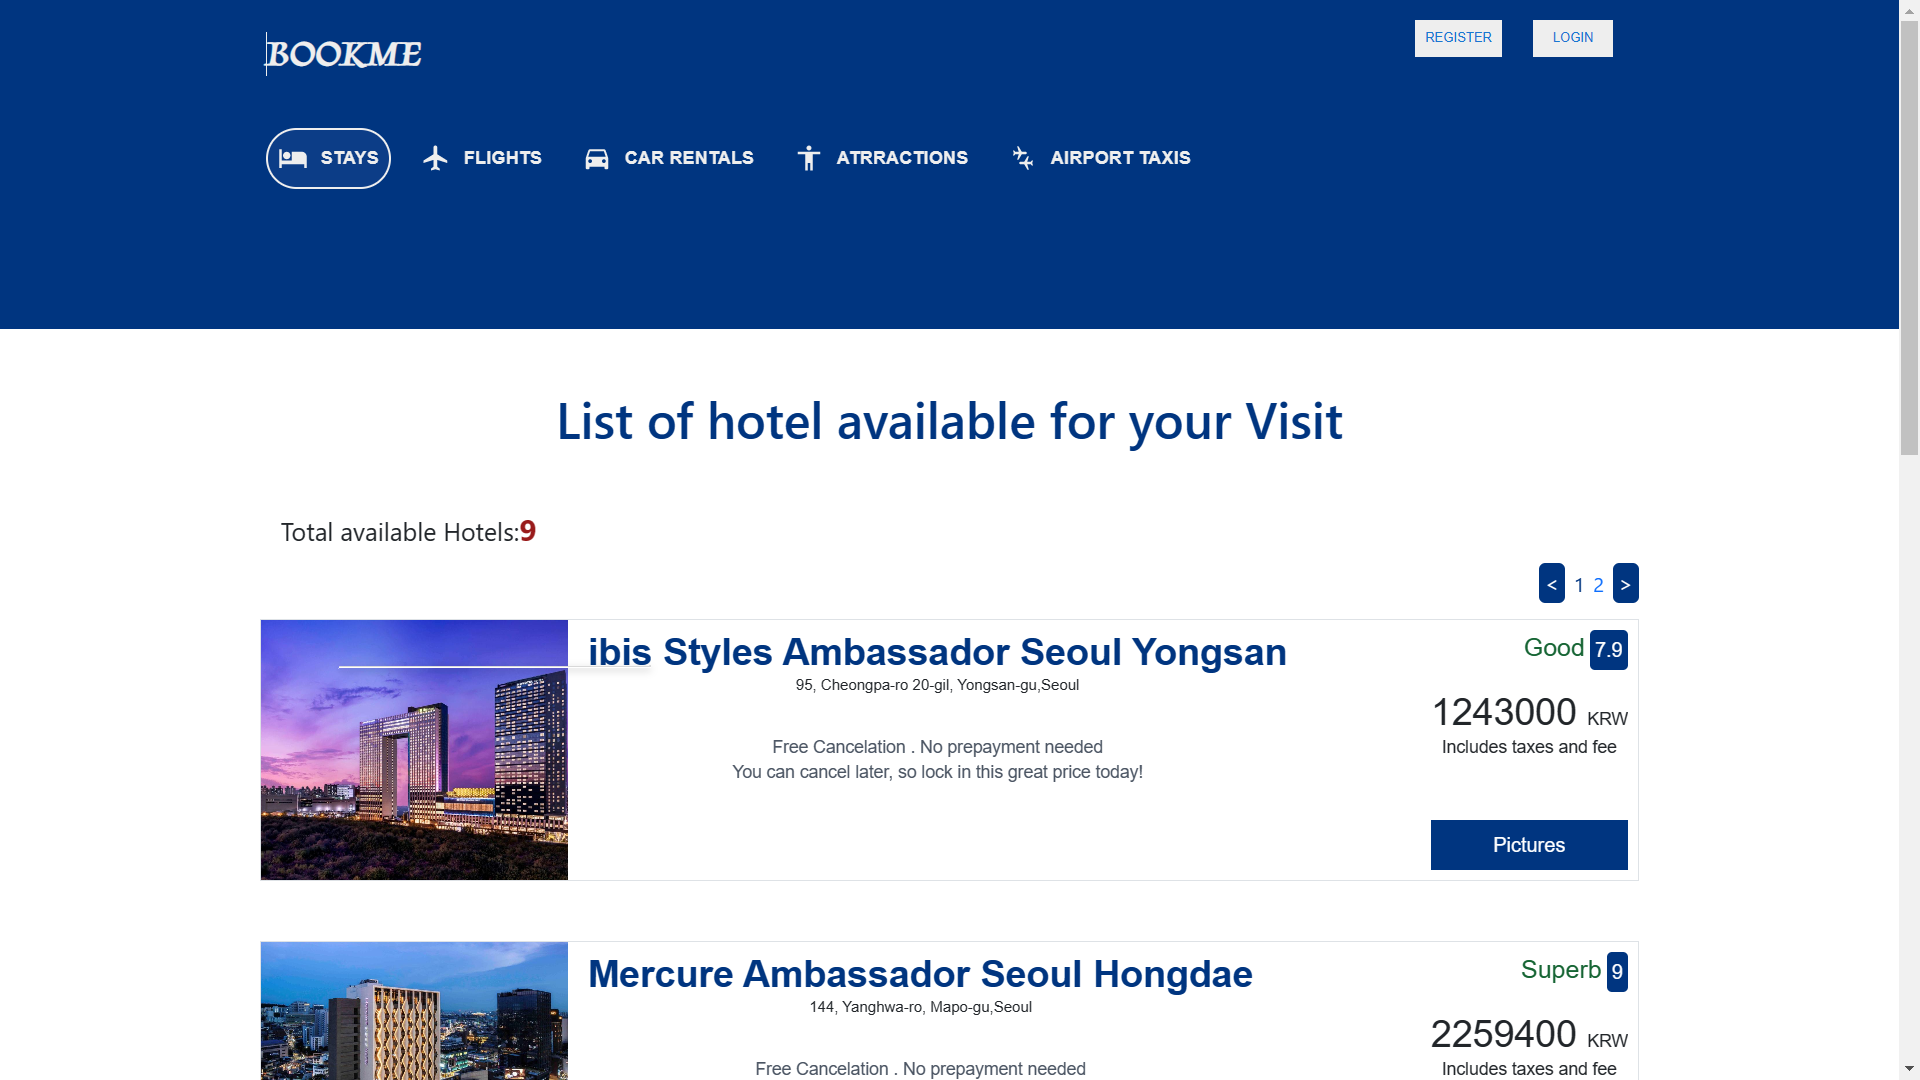 BOOKME
REGISTER
LOGIN
STAYS
FLIGHTS
CAR RENTALS
ATRRACTIONS
AIRPORT TAXIS
List of hotel available for your Visit
Total available Hotels:9
< 1 2 >
ibis Styles Ambassador Seoul Yongsan
95, Cheongpa-ro 20-gil, Yongsan-gu,Seoul
Free Cancelation . No prepayment needed
You can cancel later, so lock in this great price today!
Good 7.9
1243000 KRW
Includes taxes and fee
Pictures
Mercure Ambassador Seoul Hongdae
144, Yanghwa-ro, Mapo-gu,Seoul
Free Cancelation . No prepayment needed
Superb 9
2259400 KRW
Includes taxes and fee